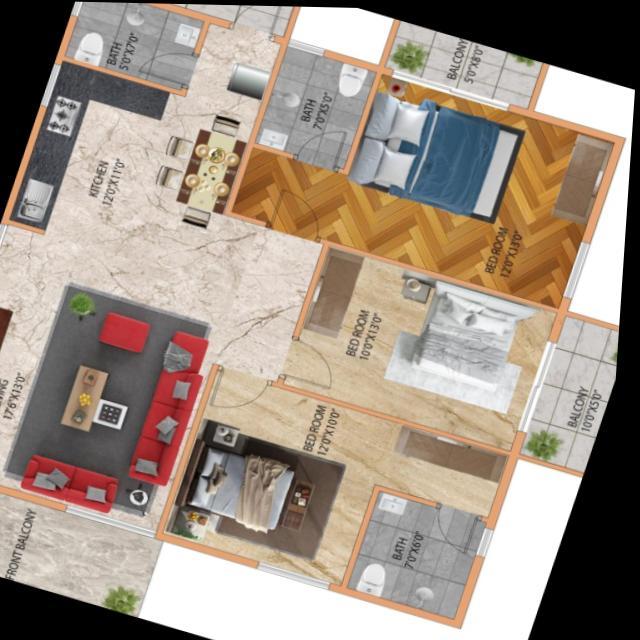 BATH
5'0"X7'0"
BALCONY
5'0"X8'0"
BATH
7'0"X5'0"
KITCHEN
12'0"X11'0"
BED ROOM
12'0"X13'0"
BED ROOM
10'0"X13'0"
17'6"X13'0"
BALCONY
10'0"X5'0"
BED ROOM
12'0"X10'0"
FRONT BALCONY
BATH
7'0"X6'0"